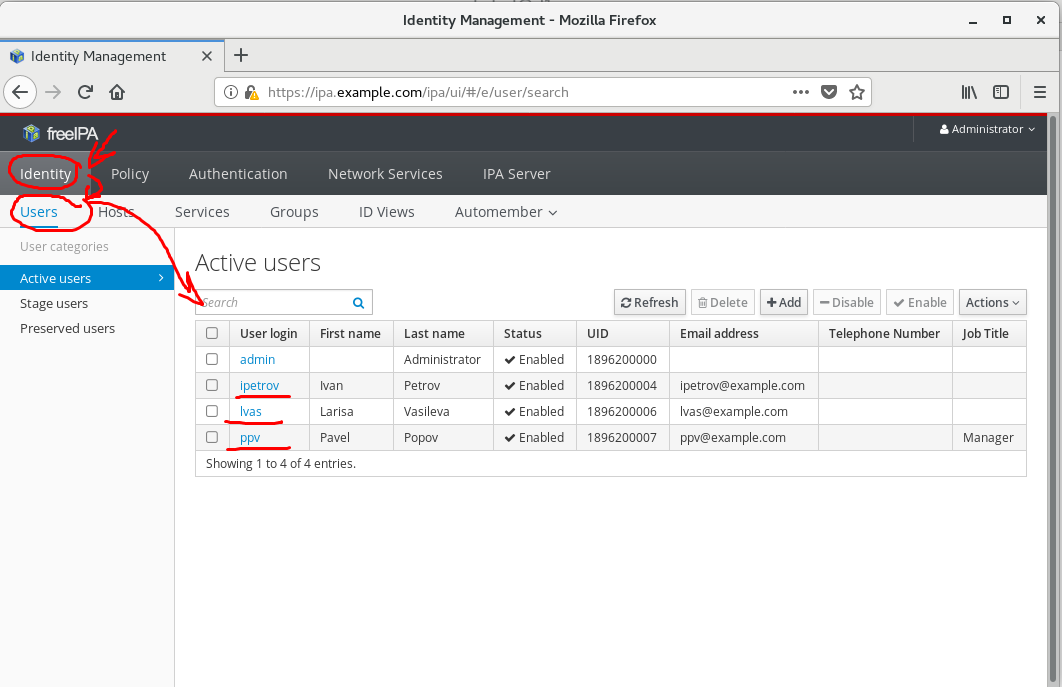 Identity Management - Mozilla Firefox
Identity Management
https://ipa.example.com/ipa/ui/#/e/user/search
freeIPA
Administrator
Identity Policy Authentication Network Services IPA Server
Users Hosts Services Groups ID Views Automember
User categories
Active users
Stage users
Preserved users
Active users
Search
Refresh Delete Add Disable Enable Actions
User login First name Last name Status UID Email address Telephone Number Job Title
admin Administrator Enabled 1896200000
ipetrov Ivan Petrov Enabled 1896200004 ipetrov@example.com
lvas Larisa Vasileva Enabled 1896200006 lvas@example.com
ppv Pavel Popov Enabled 1896200007 ppv@example.com Manager
Showing 1 to 4 of 4 entries.